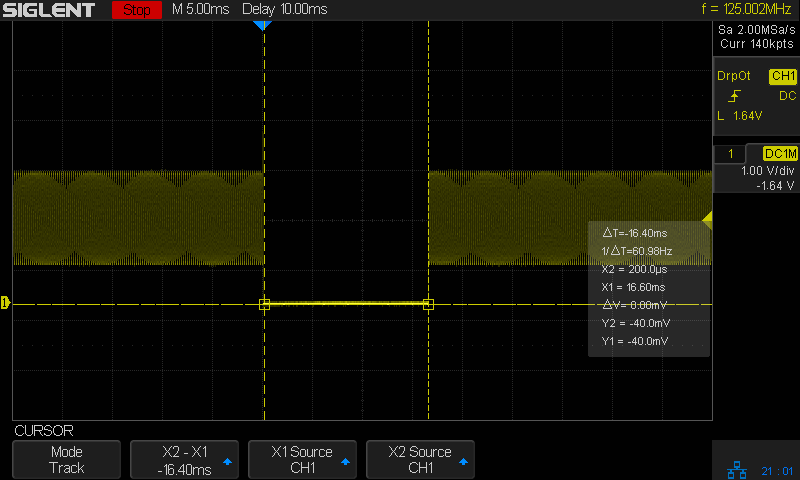 SIGLENT Stop M 5.00ms Delay 10.00ms f = 125.002MHz
Sa 2.00MSa/s
Curr 140kpts
DrpOt CH1
DC
L 1.64V
1 DC1M
1.00 V/div
-1.64 V
△T=-16.40ms
1/△T=60.98Hz
X2 = 200.0µs
X1 = 16.60ms
△V= 0.00mV
Y2 = -40.0mV
Y1 = -40.0mV
1
CURSOR
Mode
Track
X2 - X1
-16.40ms
X1 Source
CH1
X2 Source
CH1
21:01